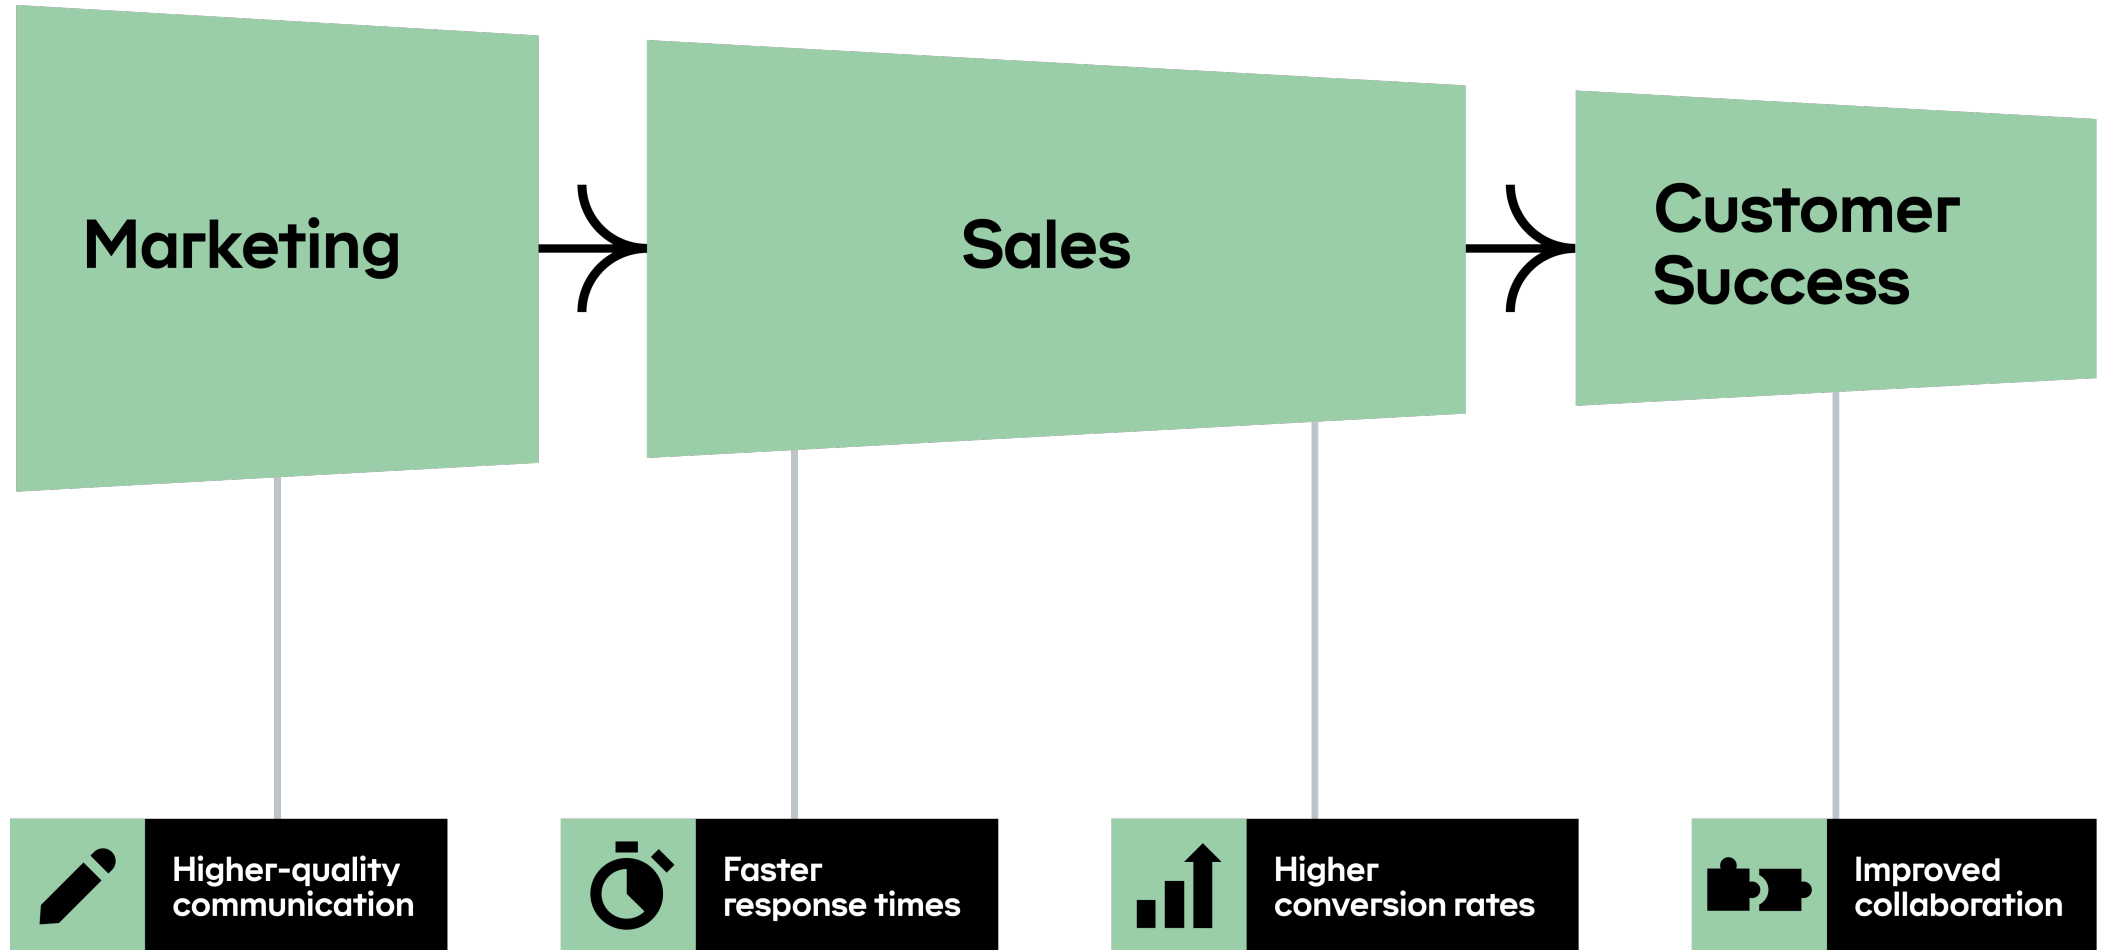 Marketing
Sales
Customer
Success
Higher-quality
communication
Faster
response times
Higher
conversion rates
Improved
collaboration